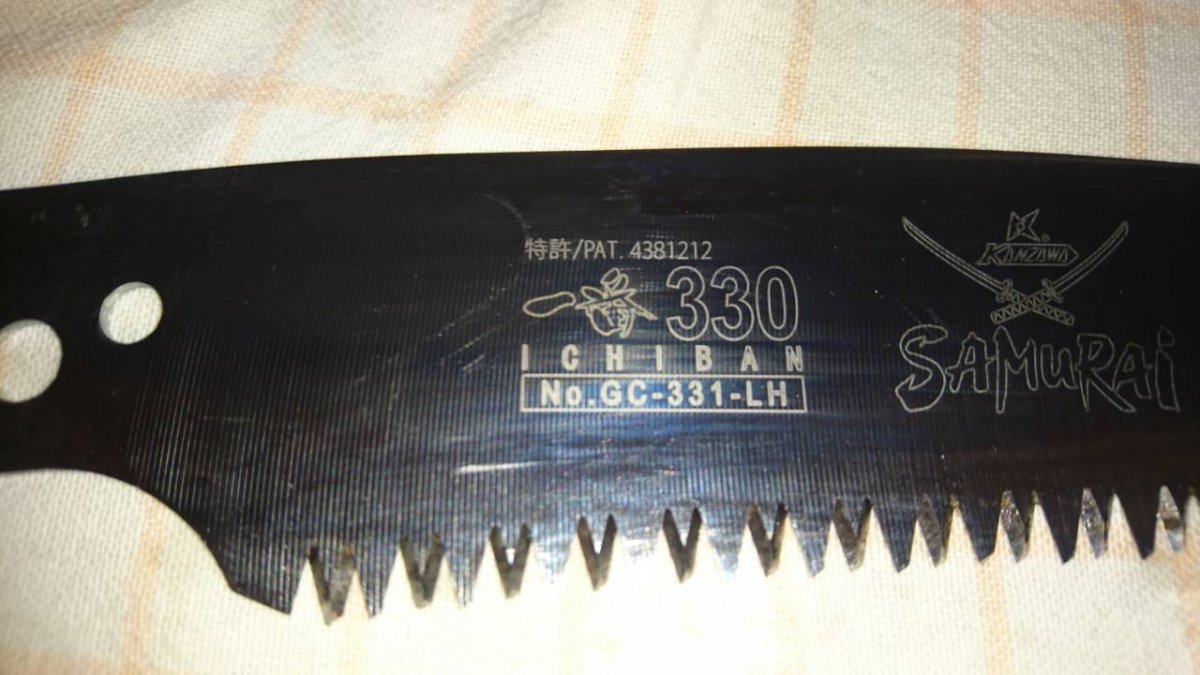 特許/PAT. 4381212
一番 330
ICHIBAN
No.GC-331-LH
KANZAWA
SAMURAI